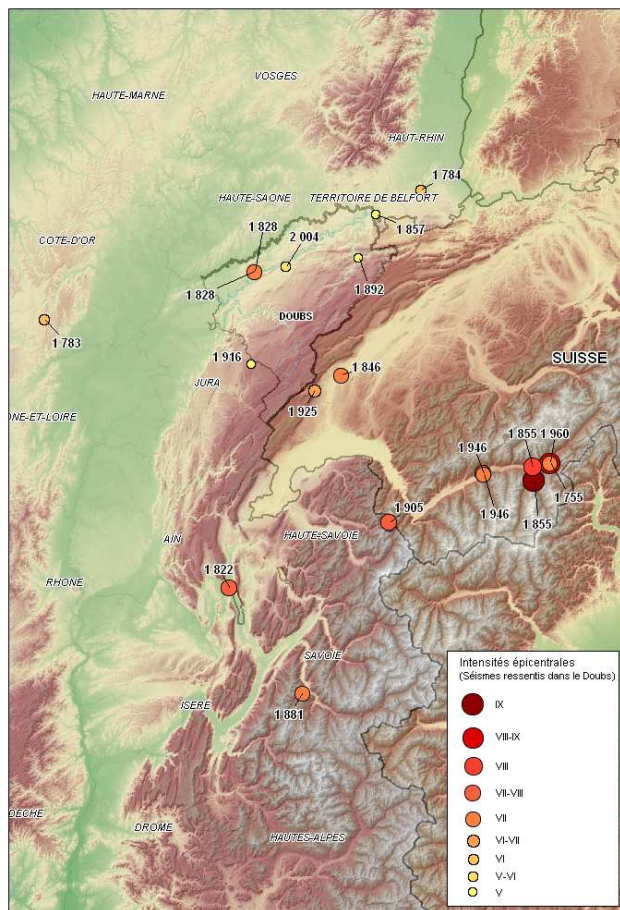 VOSGES
HAUTE-MARNE
HAUT-RHIN
1 784
HAUTE-SAONE
TERRITOIRE DE BELFORT
1 828
2 004
1 857
COTE-D'OR
1 828
1 892
DOUBS
1 783
1 916
1 846
SUISSE
JURA
ONE-ET-LOIRE
1 925
1 855
1 960
1 946
1 946
1 755
1 855
1 905
HAUTE-SAVOIE
AIN
1 822
RHONE
SAVOIE
ISERE
1 881
DECHE
DROME
HAUTES-ALPES
Intensités épicentrales
(Séismes ressentis dans le Doubs)
IX
VIII-IX
VIII
VII-VIII
VII
VI-VII
VI
V-VI
V